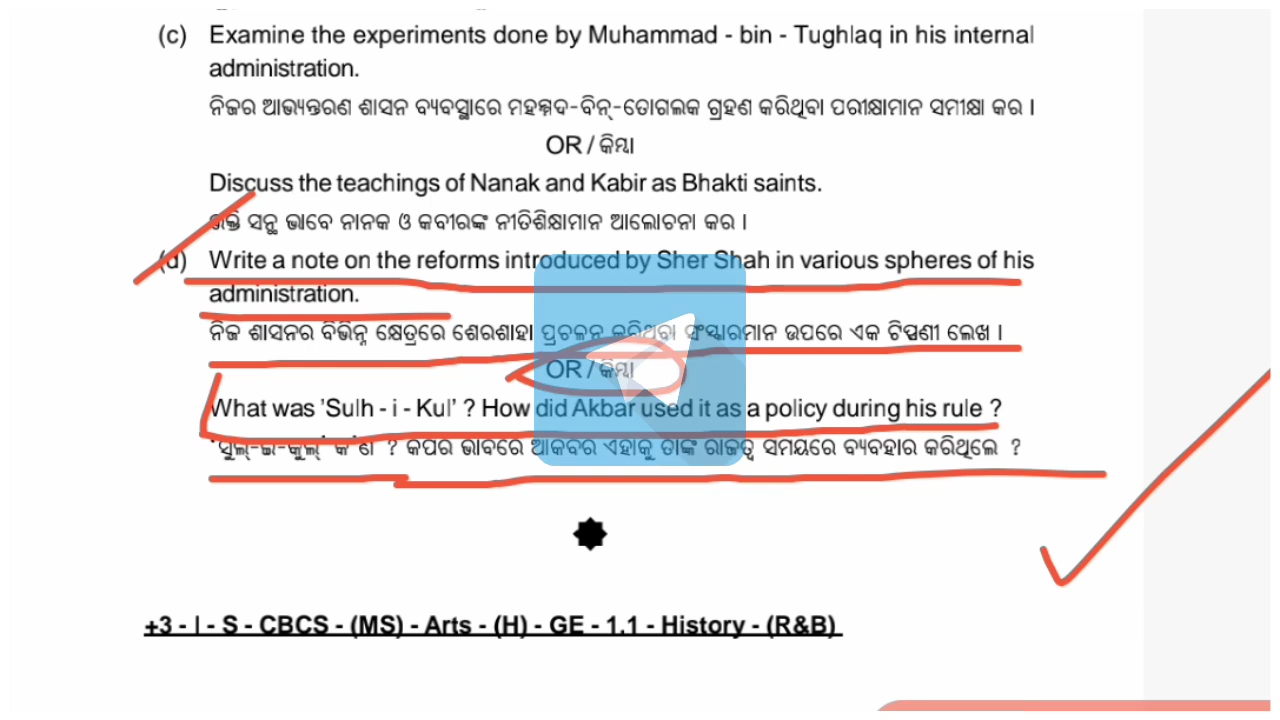 (c) Examine the experiments done by Muhammad - bin - Tughlaq in his internal
administration.
ନିଜର ଆଭ୍ୟନ୍ତରଣ ଶାସନ ବ୍ୟବସ୍ଥାରେ ମହମ୍ମଦ-ବିନ୍-ତୋଗଲକ ଗ୍ରହଣ କରିଥିବା ପରୀକ୍ଷାମାନ ସମୀକ୍ଷା କର ।
OR / କିମ୍ବା
Discuss the teachings of Nanak and Kabir as Bhakti saints.
ଭକ୍ତି ସନ୍ଥ ଭାବେ ନାନକ ଓ କବୀରଙ୍କ ନୀତିଶିକ୍ଷାମାନ ଆଲୋଚନା କର ।
(d) Write a note on the reforms introduced by Sher Shah in various spheres of his
administration.
ନିଜ ଶାସନର ବିଭିନ୍ନ କ୍ଷେତ୍ରରେ ଶେରଶାହା ପ୍ରଚଳନ କରିଥିବା ସଂସ୍କାରମାନ ଉପରେ ଏକ ଟିପ୍ପଣୀ ଲେଖ ।
OR / କିମ୍ବା
What was 'Sulh - i - Kul' ? How did Akbar used it as a policy during his rule ?
'ସୁଲ୍-ଇ-କୁଲ୍' କ'ଣ ? କିପରି ଭାବରେ ଆକବର ଏହାକୁ ତାଙ୍କ ରାଜତ୍ୱ ସମୟରେ ବ୍ୟବହାର କରିଥିଲେ ?
+3 - I - S - CBCS - (MS) - Arts - (H) - GE - 1.1 - History - (R&B)